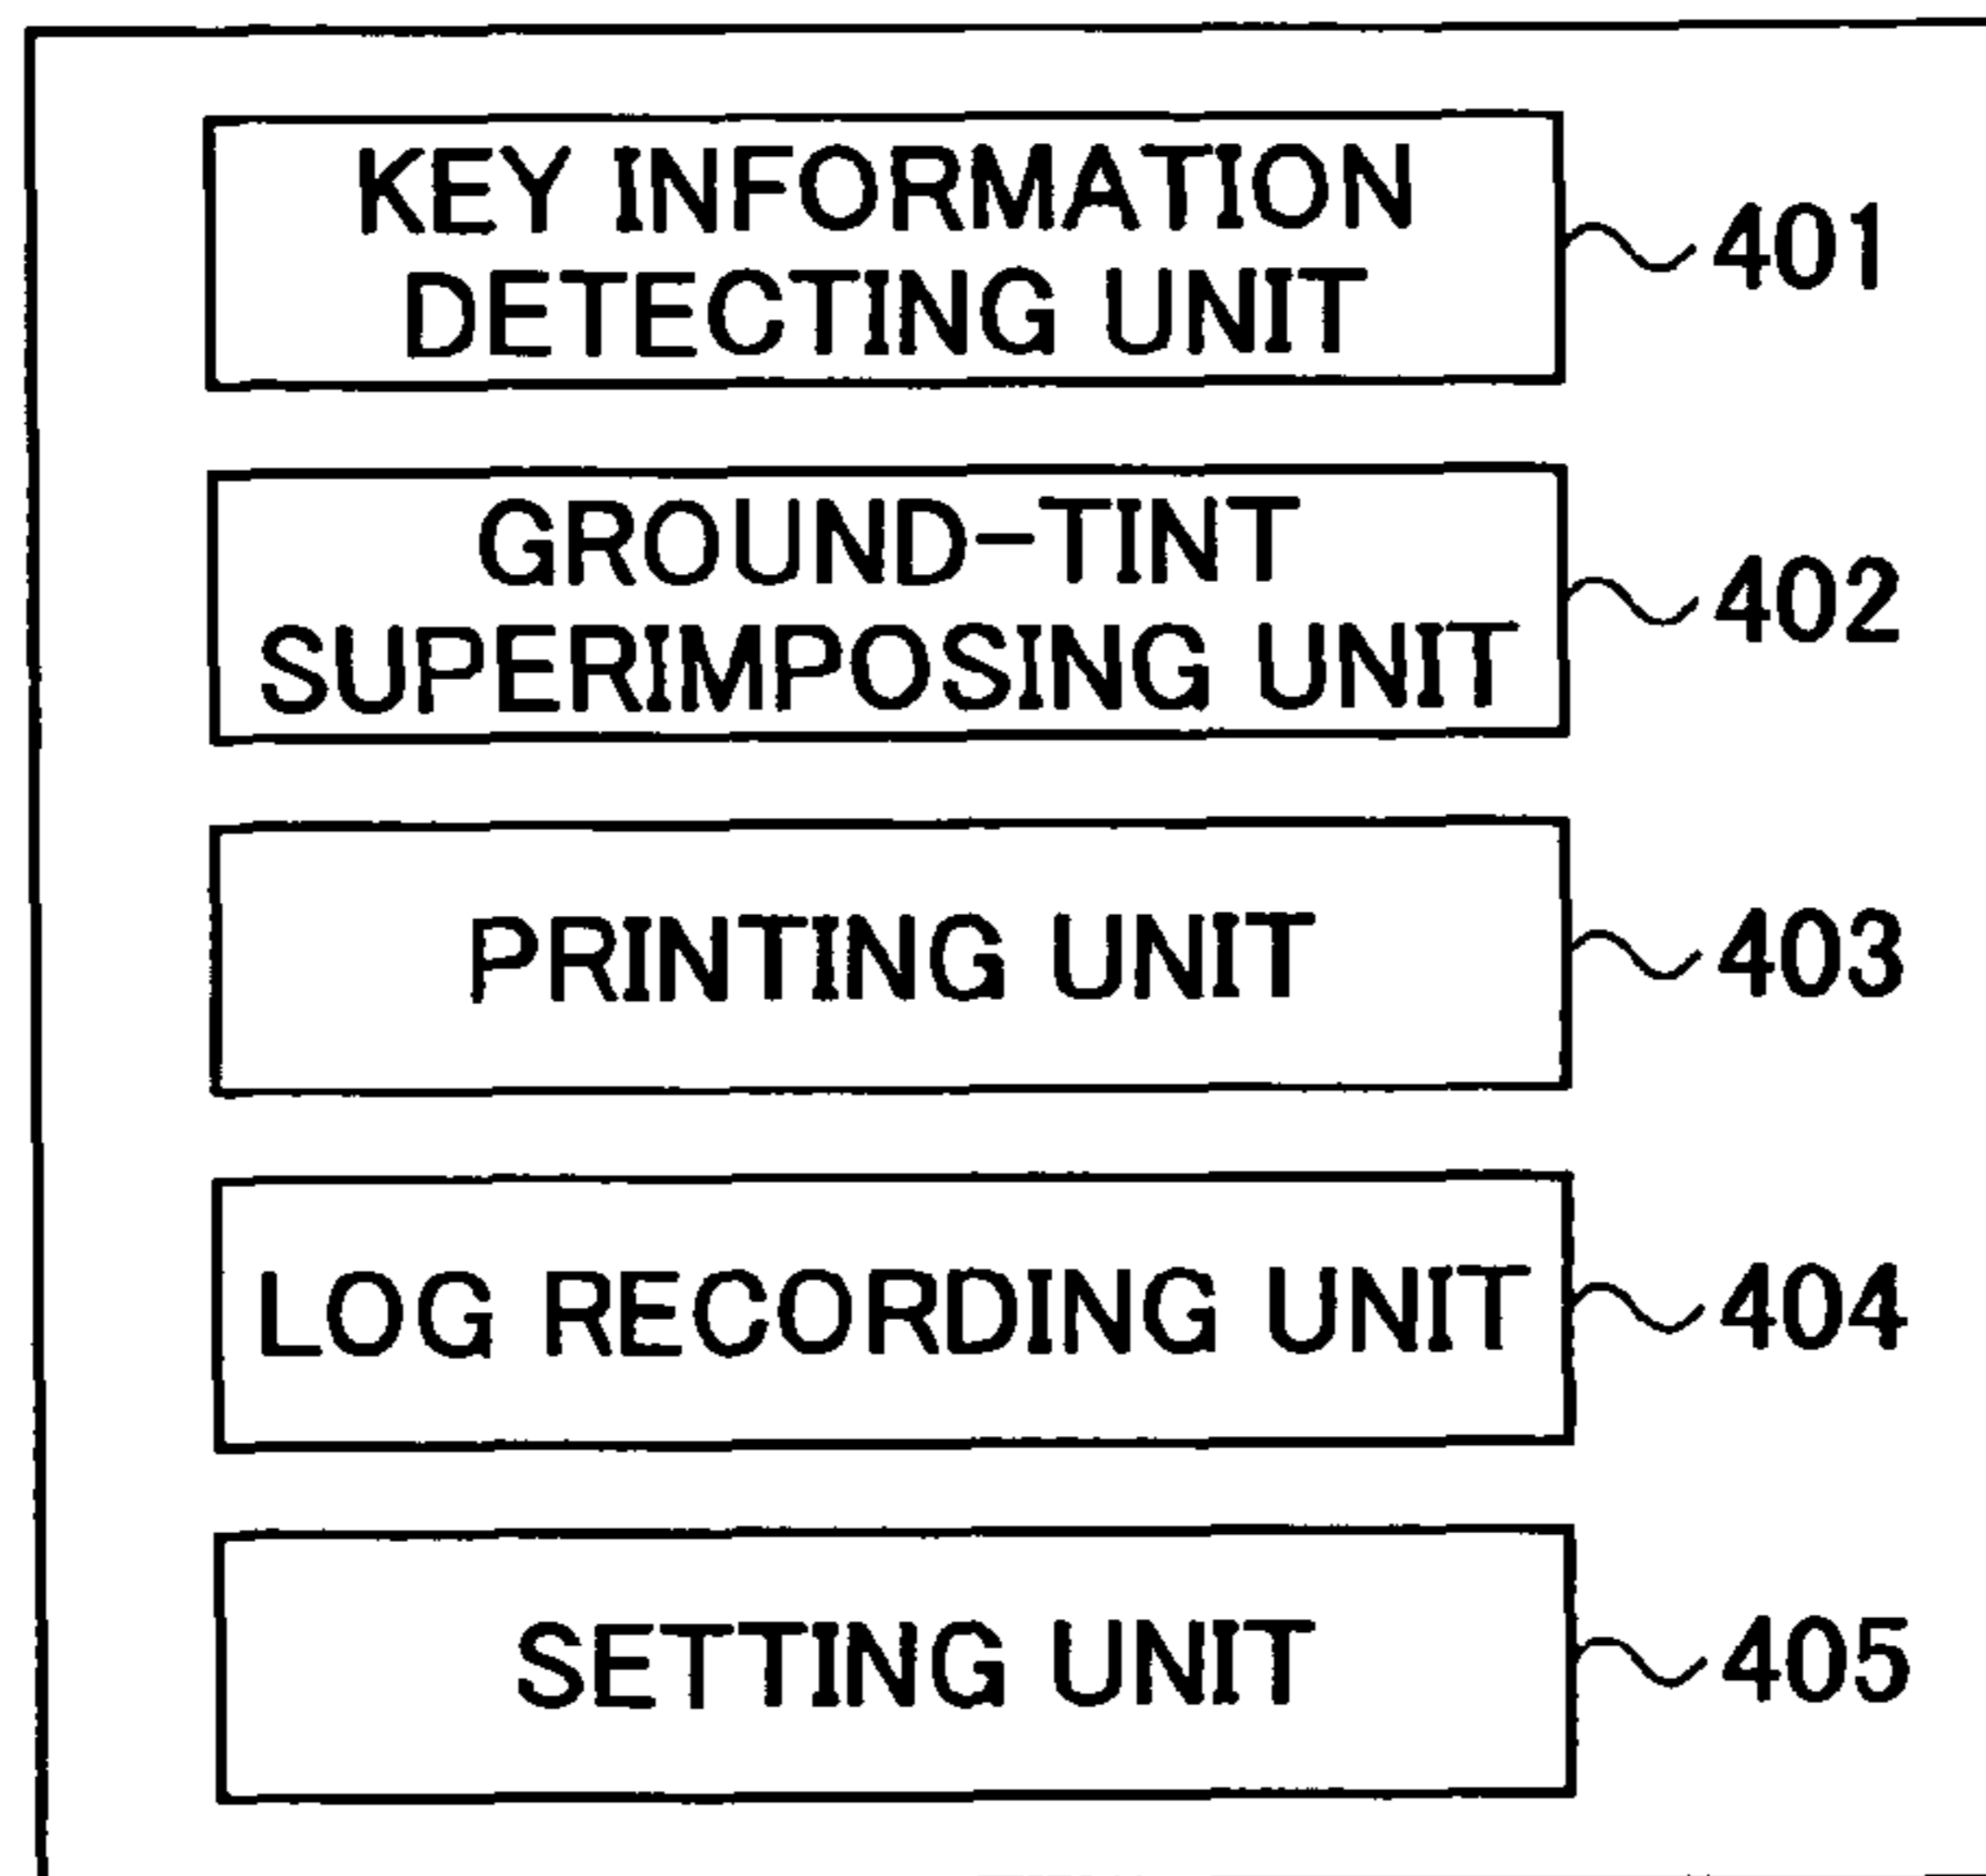 KEY INFORMATION
DETECTING UNIT
401
GROUND-TINT
SUPERIMPOSING UNIT
402
PRINTING UNIT
403
LOG RECORDING UNIT
404
SETTING UNIT
405